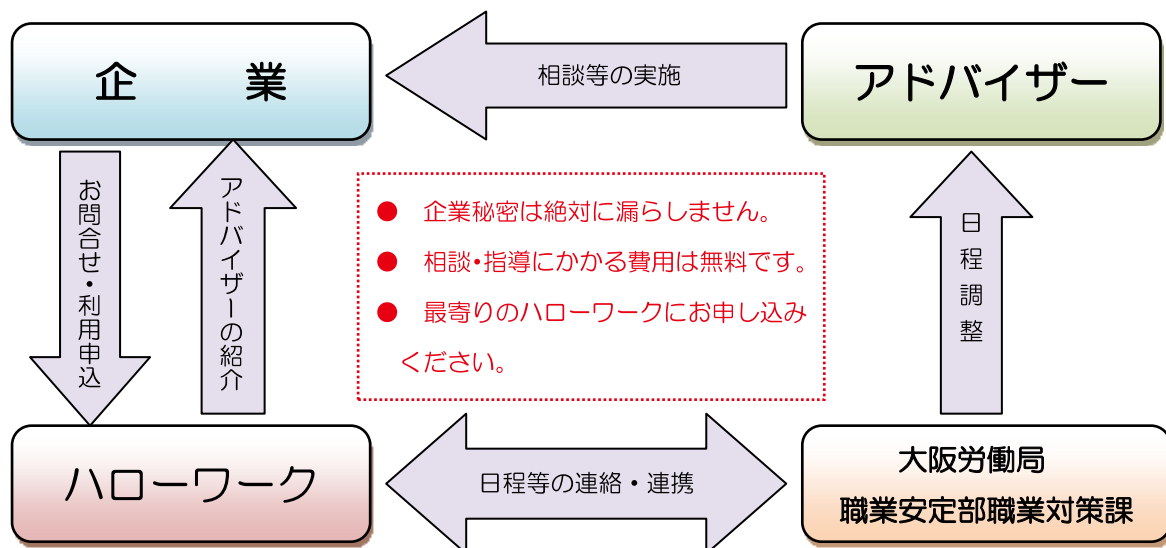 企　業
相談等の実施
アドバイザー
お問合せ・利用申込
アドバイザーの紹介
● 企業秘密は絶対に漏らしません。
● 相談・指導にかかる費用は無料です。
● 最寄りのハローワークにお申し込み
ください。
日程調整
ハローワーク
日程等の連絡・連携
大阪労働局
職業安定部職業対策課